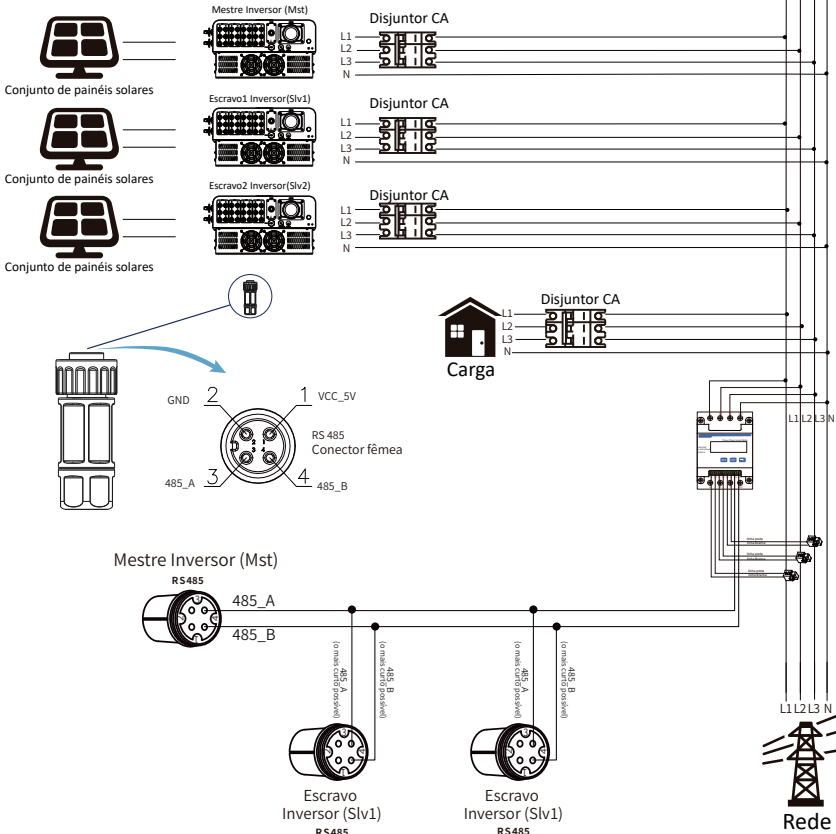 Mestre Inversor (Mst)
Disjuntor CA
L1
L2
L3
N
Conjunto de painéis solares
Escravo1 Inversor(Slv1)
Disjuntor CA
L1
L2
L3
N
Conjunto de painéis solares
Escravo2 Inversor(Slv2)
Disjuntor CA
L1
L2
L3
N
Conjunto de painéis solares
Disjuntor CA
L1
L2
L3
N
Carga
2
1
GND
VCC_5V
2 1
3 4
RS 485
Conector fêmea
485_A
3
4
485_B
L1 L2 L3 N
Mestre Inversor (Mst)
RS485
485_A
485_B
485_A
(o mais curto possível)
485_B
(o mais curto possível)
485_A
(o mais curto possível)
485_B
(o mais curto possível)
L1 L2 L3 N
Escravo
Inversor (Slv1)
RS485
Escravo
Inversor (Slv1)
RS485
Rede